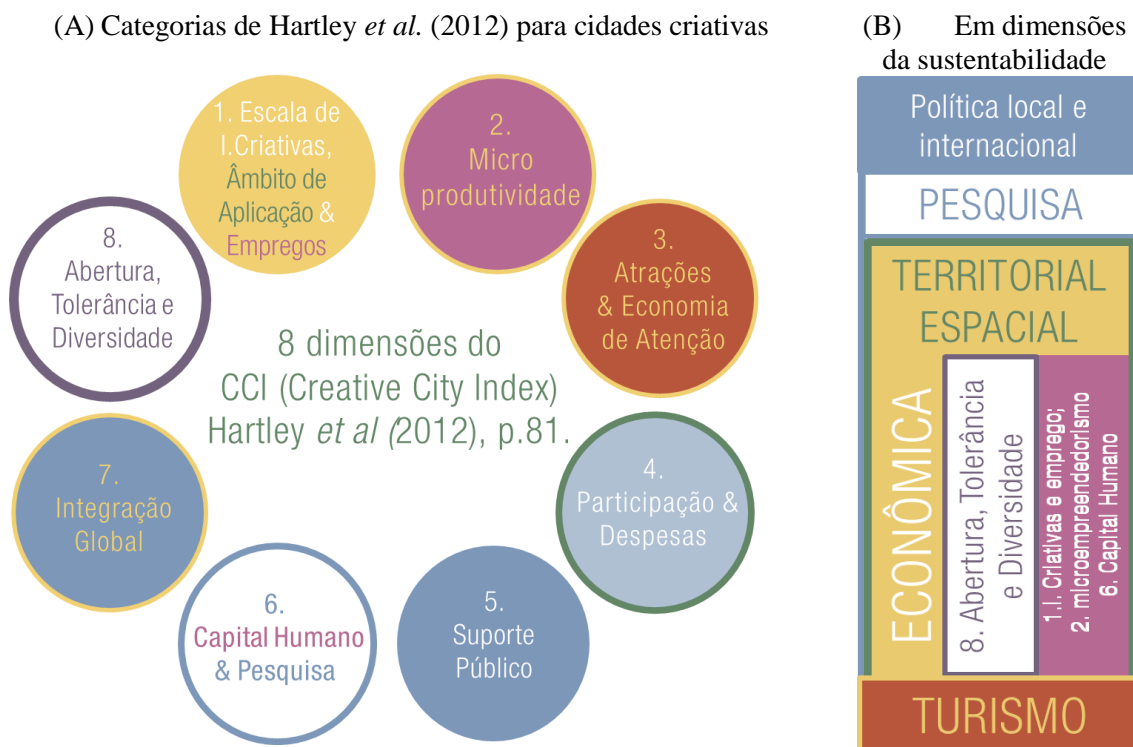 (A) Categorias de Hartley et al. (2012) para cidades criativas
1. Escala de
I.Criativas,
Âmbito de
Aplicação &
Empregos
2.
Micro
produtividade
3.
Atrações
& Economia
de Atenção
4.
Participação &
Despesas
5.
Suporte
Público
6.
Capital Humano
& Pesquisa
7.
Integração
Global
8.
Abertura,
Tolerância e
Diversidade
8 dimensões do
CCI (Creative City Index)
Hartley et al (2012), p.81.
(B) Em dimensões
da sustentabilidade
Política local e
internacional
PESQUISA
TERRITORIAL
ESPACIAL
ECONÔMICA
8. Abertura, Tolerância
e Diversidade
1.I. Criativas e emprego;
2. microempreendedorismo
6. Capital Humano
TURISMO